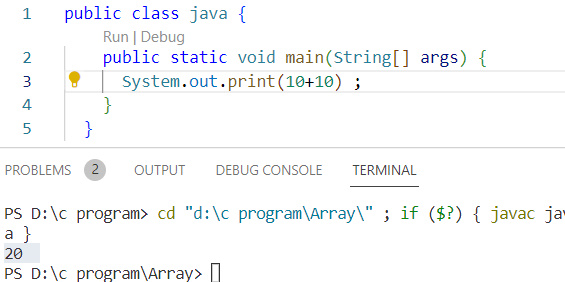 1 public class java {
Run | Debug
2 public static void main(String[] args) {
3 System.out.print(10+10) ;
4 }
5 }
PROBLEMS 2 OUTPUT DEBUG CONSOLE TERMINAL
PS D:\c program> cd "d:\c program\Array\" ; if ($?) { javac jav
a }
20
PS D:\c program\Array>